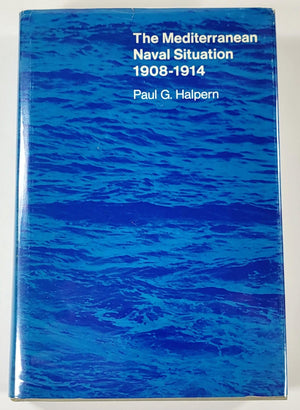 The Mediterranean
Naval Situation
1908-1914
Paul G. Halpern